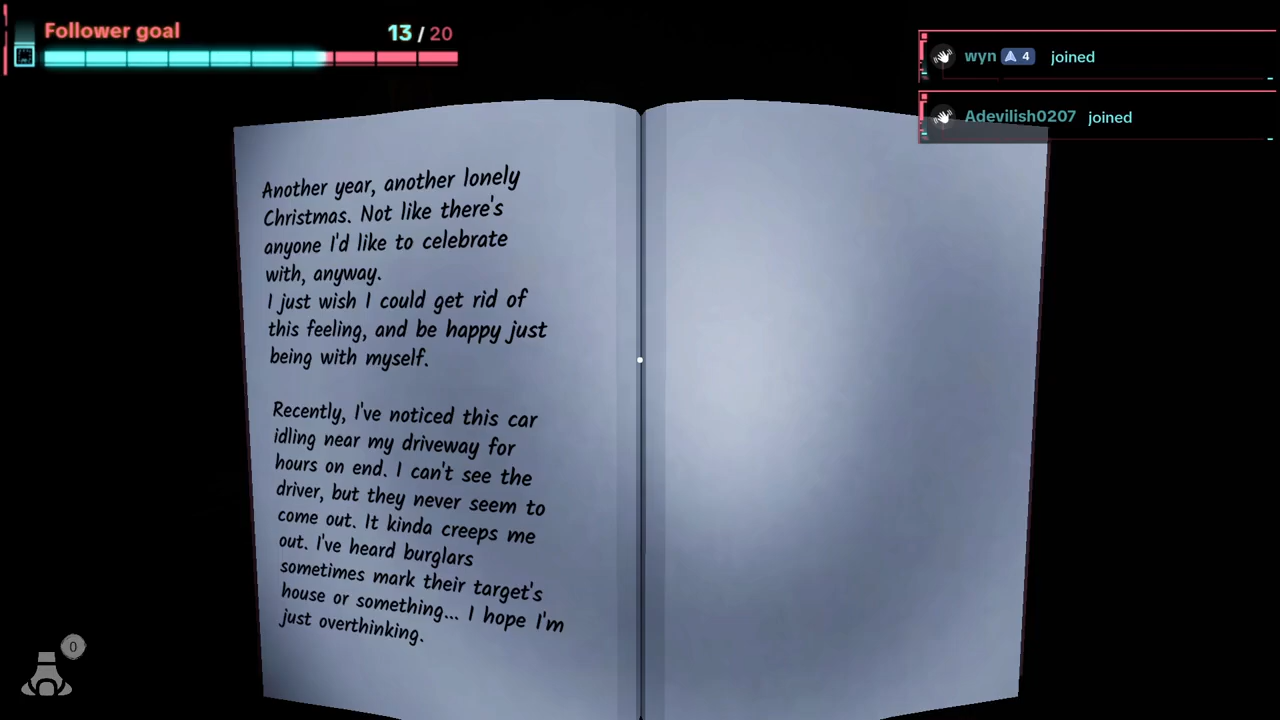 Follower goal
13 / 20
wyn 4 joined
Adevilish0207 joined
Another year, another lonely
Christmas. Not like there's
anyone I'd like to celebrate
with, anyway.
I just wish I could get rid of
this feeling, and be happy just
being with myself.
Recently, I've noticed this car
idling near my driveway for
hours on end. I can't see the
driver, but they never seem to
come out. It kinda creeps me
out. I've heard burglars
sometimes mark their target's
house or something... I hope I'm
just overthinking.
0